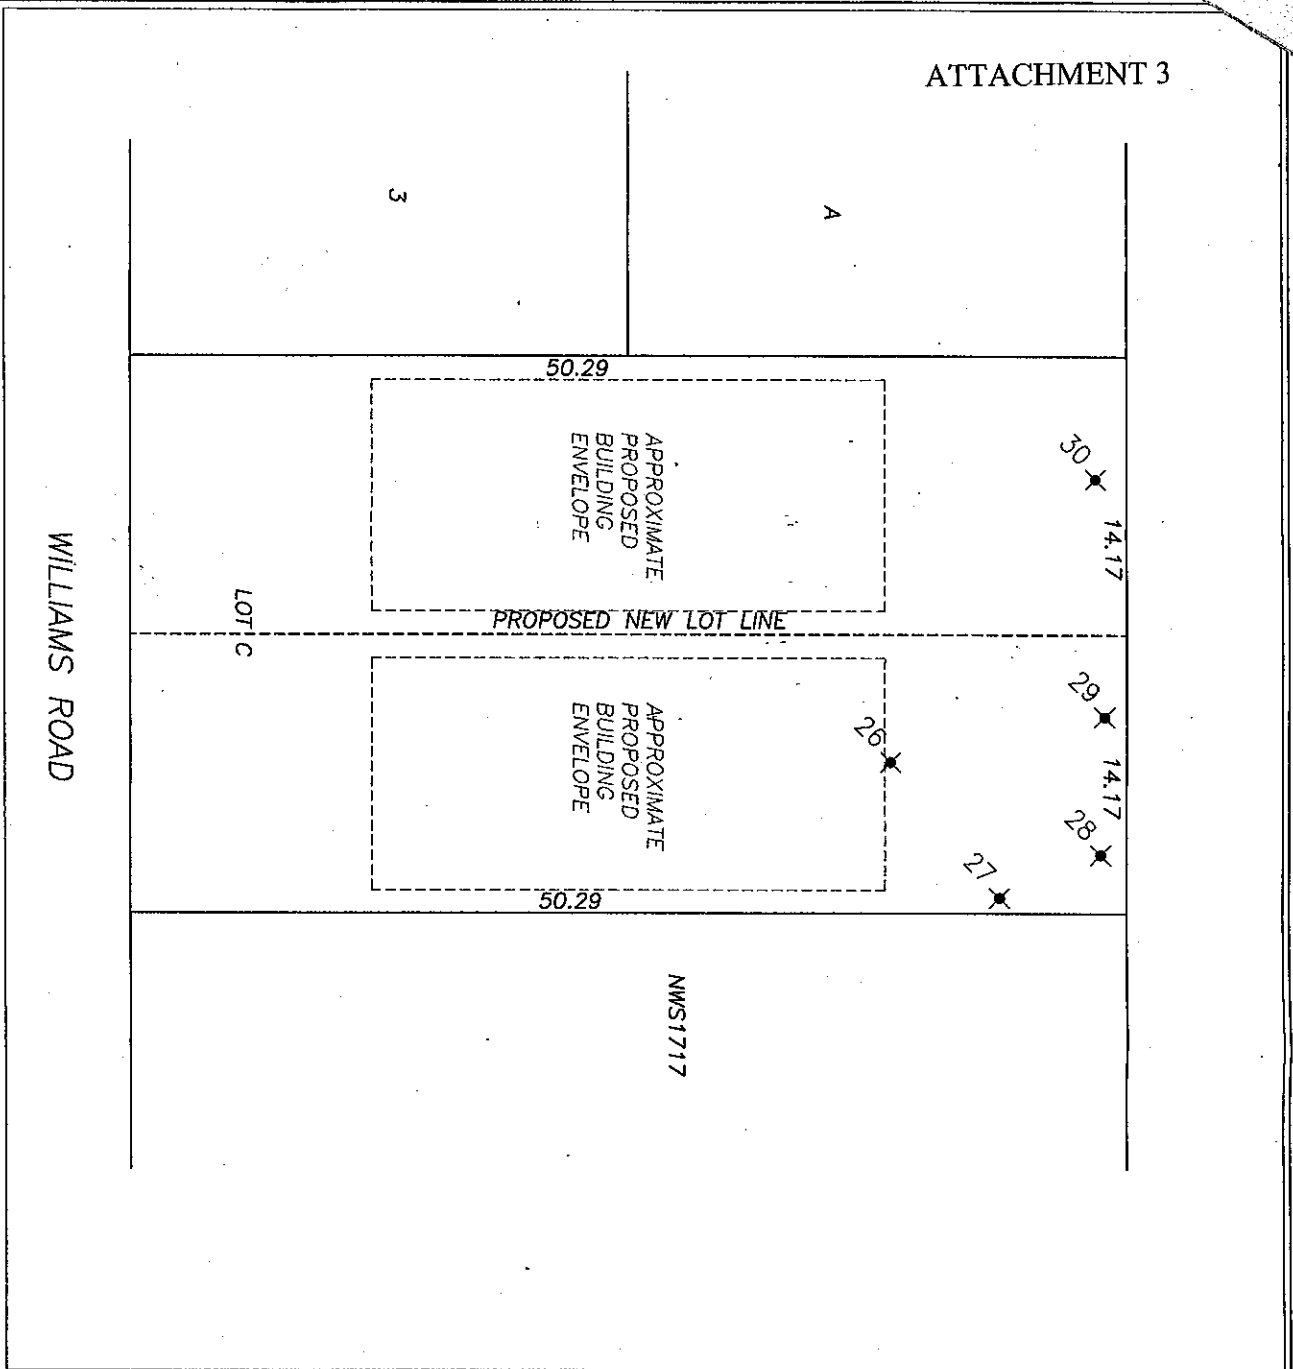 ATTACHMENT 3
3
A
50.29
APPROXIMATE
PROPOSED
BUILDING
ENVELOPE
30
14.17
PROPOSED NEW LOT LINE
LOT C
WILLIAMS ROAD
29
26
14.17
APPROXIMATE
PROPOSED
BUILDING
ENVELOPE
28
27
50.29
NWS1717